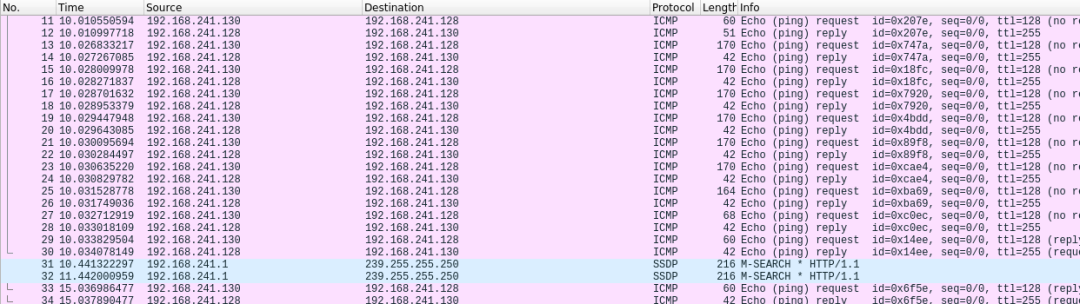 No. Time Source Destination Protocol Length Info
11 10.010550594 192.168.241.130 192.168.241.128 ICMP 60 Echo (ping) request id=0x207e, seq=0/0, ttl=128 (no re
12 10.010997718 192.168.241.128 192.168.241.130 ICMP 51 Echo (ping) reply id=0x207e, seq=0/0, ttl=255
13 10.026833217 192.168.241.130 192.168.241.128 ICMP 170 Echo (ping) request id=0x747a, seq=0/0, ttl=128 (no re
14 10.027267085 192.168.241.128 192.168.241.130 ICMP 42 Echo (ping) reply id=0x747a, seq=0/0, ttl=255
15 10.028009978 192.168.241.130 192.168.241.128 ICMP 170 Echo (ping) request id=0x18fc, seq=0/0, ttl=128 (no re
16 10.028271837 192.168.241.128 192.168.241.130 ICMP 42 Echo (ping) reply id=0x18fc, seq=0/0, ttl=255
17 10.028701632 192.168.241.130 192.168.241.128 ICMP 170 Echo (ping) request id=0x7920, seq=0/0, ttl=128 (no re
18 10.028953379 192.168.241.128 192.168.241.130 ICMP 42 Echo (ping) reply id=0x7920, seq=0/0, ttl=255
19 10.029447948 192.168.241.130 192.168.241.128 ICMP 170 Echo (ping) request id=0x4bdd, seq=0/0, ttl=128 (no re
20 10.029643085 192.168.241.128 192.168.241.130 ICMP 42 Echo (ping) reply id=0x4bdd, seq=0/0, ttl=255
21 10.030095694 192.168.241.130 192.168.241.128 ICMP 170 Echo (ping) request id=0x89f8, seq=0/0, ttl=128 (no re
22 10.030284497 192.168.241.128 192.168.241.130 ICMP 42 Echo (ping) reply id=0x89f8, seq=0/0, ttl=255
23 10.030635220 192.168.241.130 192.168.241.128 ICMP 170 Echo (ping) request id=0xcae4, seq=0/0, ttl=128 (no re
24 10.030829782 192.168.241.128 192.168.241.130 ICMP 42 Echo (ping) reply id=0xcae4, seq=0/0, ttl=255
25 10.031528778 192.168.241.130 192.168.241.128 ICMP 164 Echo (ping) request id=0xba69, seq=0/0, ttl=128 (no re
26 10.031749036 192.168.241.128 192.168.241.130 ICMP 42 Echo (ping) reply id=0xba69, seq=0/0, ttl=255
27 10.032712919 192.168.241.130 192.168.241.128 ICMP 68 Echo (ping) request id=0xc0ec, seq=0/0, ttl=128 (no re
28 10.033018109 192.168.241.128 192.168.241.130 ICMP 42 Echo (ping) reply id=0xc0ec, seq=0/0, ttl=255
29 10.033829504 192.168.241.130 192.168.241.128 ICMP 60 Echo (ping) request id=0x14ee, seq=0/0, ttl=128 (reply
30 10.034078149 192.168.241.128 192.168.241.130 ICMP 42 Echo (ping) reply id=0x14ee, seq=0/0, ttl=255 (reque
31 10.441322297 192.168.241.1 239.255.255.250 SSDP 216 M-SEARCH * HTTP/1.1
32 11.442000959 192.168.241.1 239.255.255.250 SSDP 216 M-SEARCH * HTTP/1.1
33 15.036986477 192.168.241.130 192.168.241.128 ICMP 60 Echo (ping) request id=0x6f5e, seq=0/0, ttl=128 (reply
34 15.037890477 192.168.241.128 192.168.241.130 ICMP 42 Echo (ping) reply id=0x6f5e, seq=0/0, ttl=255 (reque